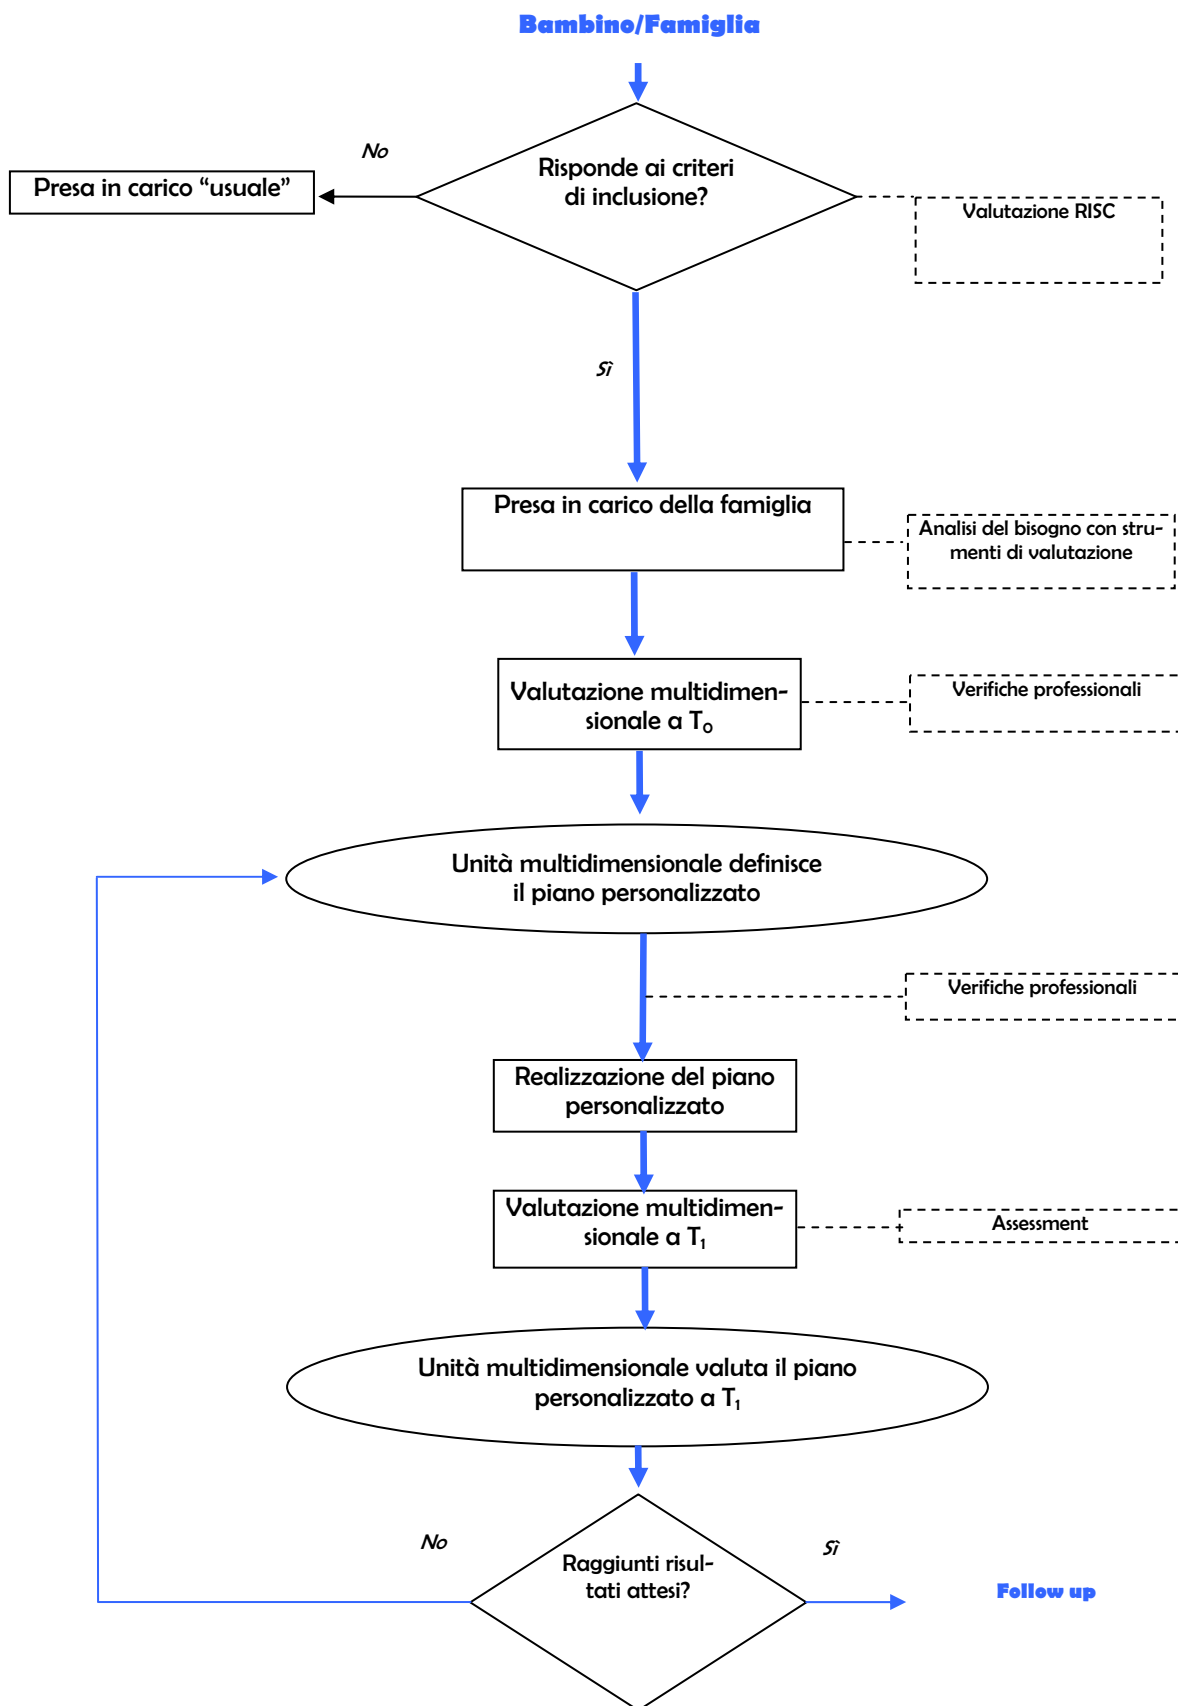 Bambino/Famiglia
No
Risponde ai criteri
di inclusione?
Presa in carico “usuale”
Valutazione RISC
Sì
Presa in carico della famiglia
Analisi del bisogno con stru-
menti di valutazione
Valutazione multidimen-
sionale a T₀
Verifiche professionali
Unità multidimensionale definisce
il piano personalizzato
Verifiche professionali
Realizzazione del piano
personalizzato
Valutazione multidimen-
sionale a T₁
Assessment
Unità multidimensionale valuta il piano
personalizzato a T₁
No
Sì
Raggiunti risul-
tati attesi?
Follow up